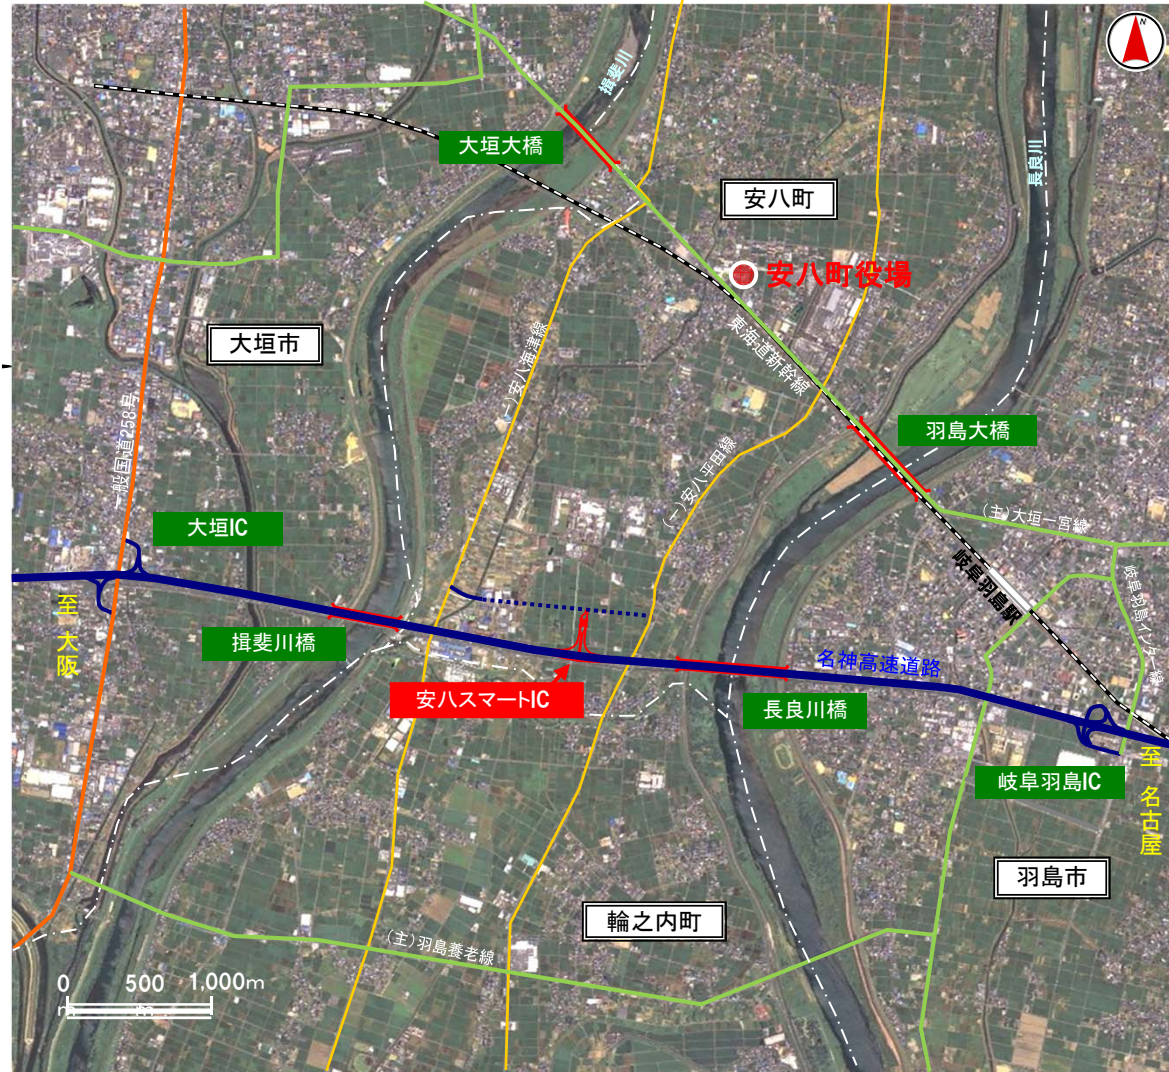 N
揖斐川
大垣大橋
長良川
安八町
安八町役場
東海道新幹線
大垣市
(一)安八海津線
一般国道258号
羽島大橋
(一)安八平田線
大垣IC
(主)大垣一宮線
岐阜羽島駅
岐阜羽島インター線
至 大阪
揖斐川橋
名神高速道路
安八スマートIC
長良川橋
岐阜羽島IC
至 名古屋
羽島市
輪之内町
(主)羽島養老線
0 500 1,000m
m m